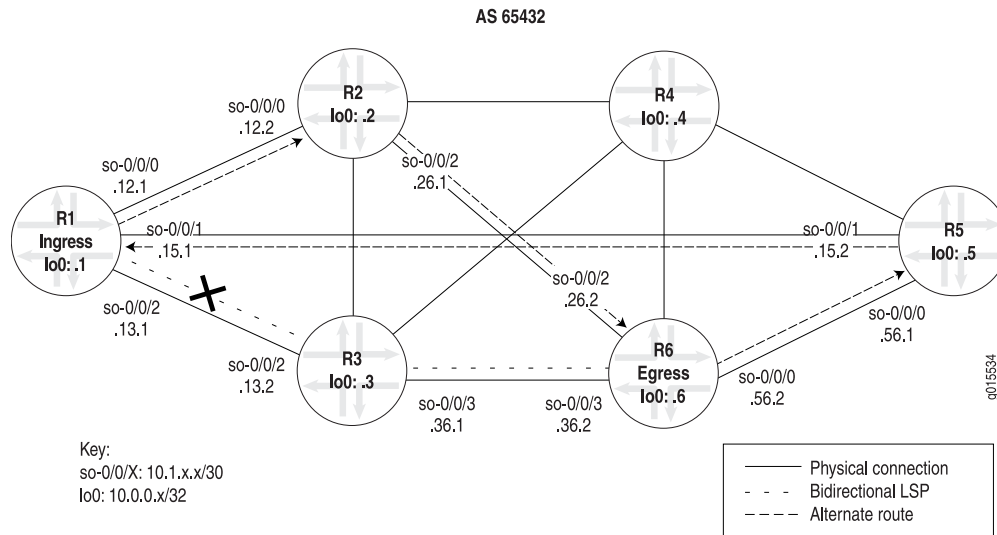 AS 65432
R2
lo0: .2
R4
lo0: .4
so-0/0/0
.12.2
so-0/0/2
.26.1
so-0/0/0
.12.1
R1
Ingress
lo0: .1
so-0/0/1
.15.1
so-0/0/1
.15.2
R5
lo0: .5
so-0/0/2
.26.2
so-0/0/2
.13.1
so-0/0/0
.56.1
so-0/0/2
.13.2
R3
lo0: .3
R6
Egress
lo0: .6
so-0/0/0
.56.2
so-0/0/3
.36.1
so-0/0/3
.36.2
g015534
Key:
so-0/0/X: 10.1.x.x/30
lo0: 10.0.0.x/32
Physical connection
Bidirectional LSP
Alternate route